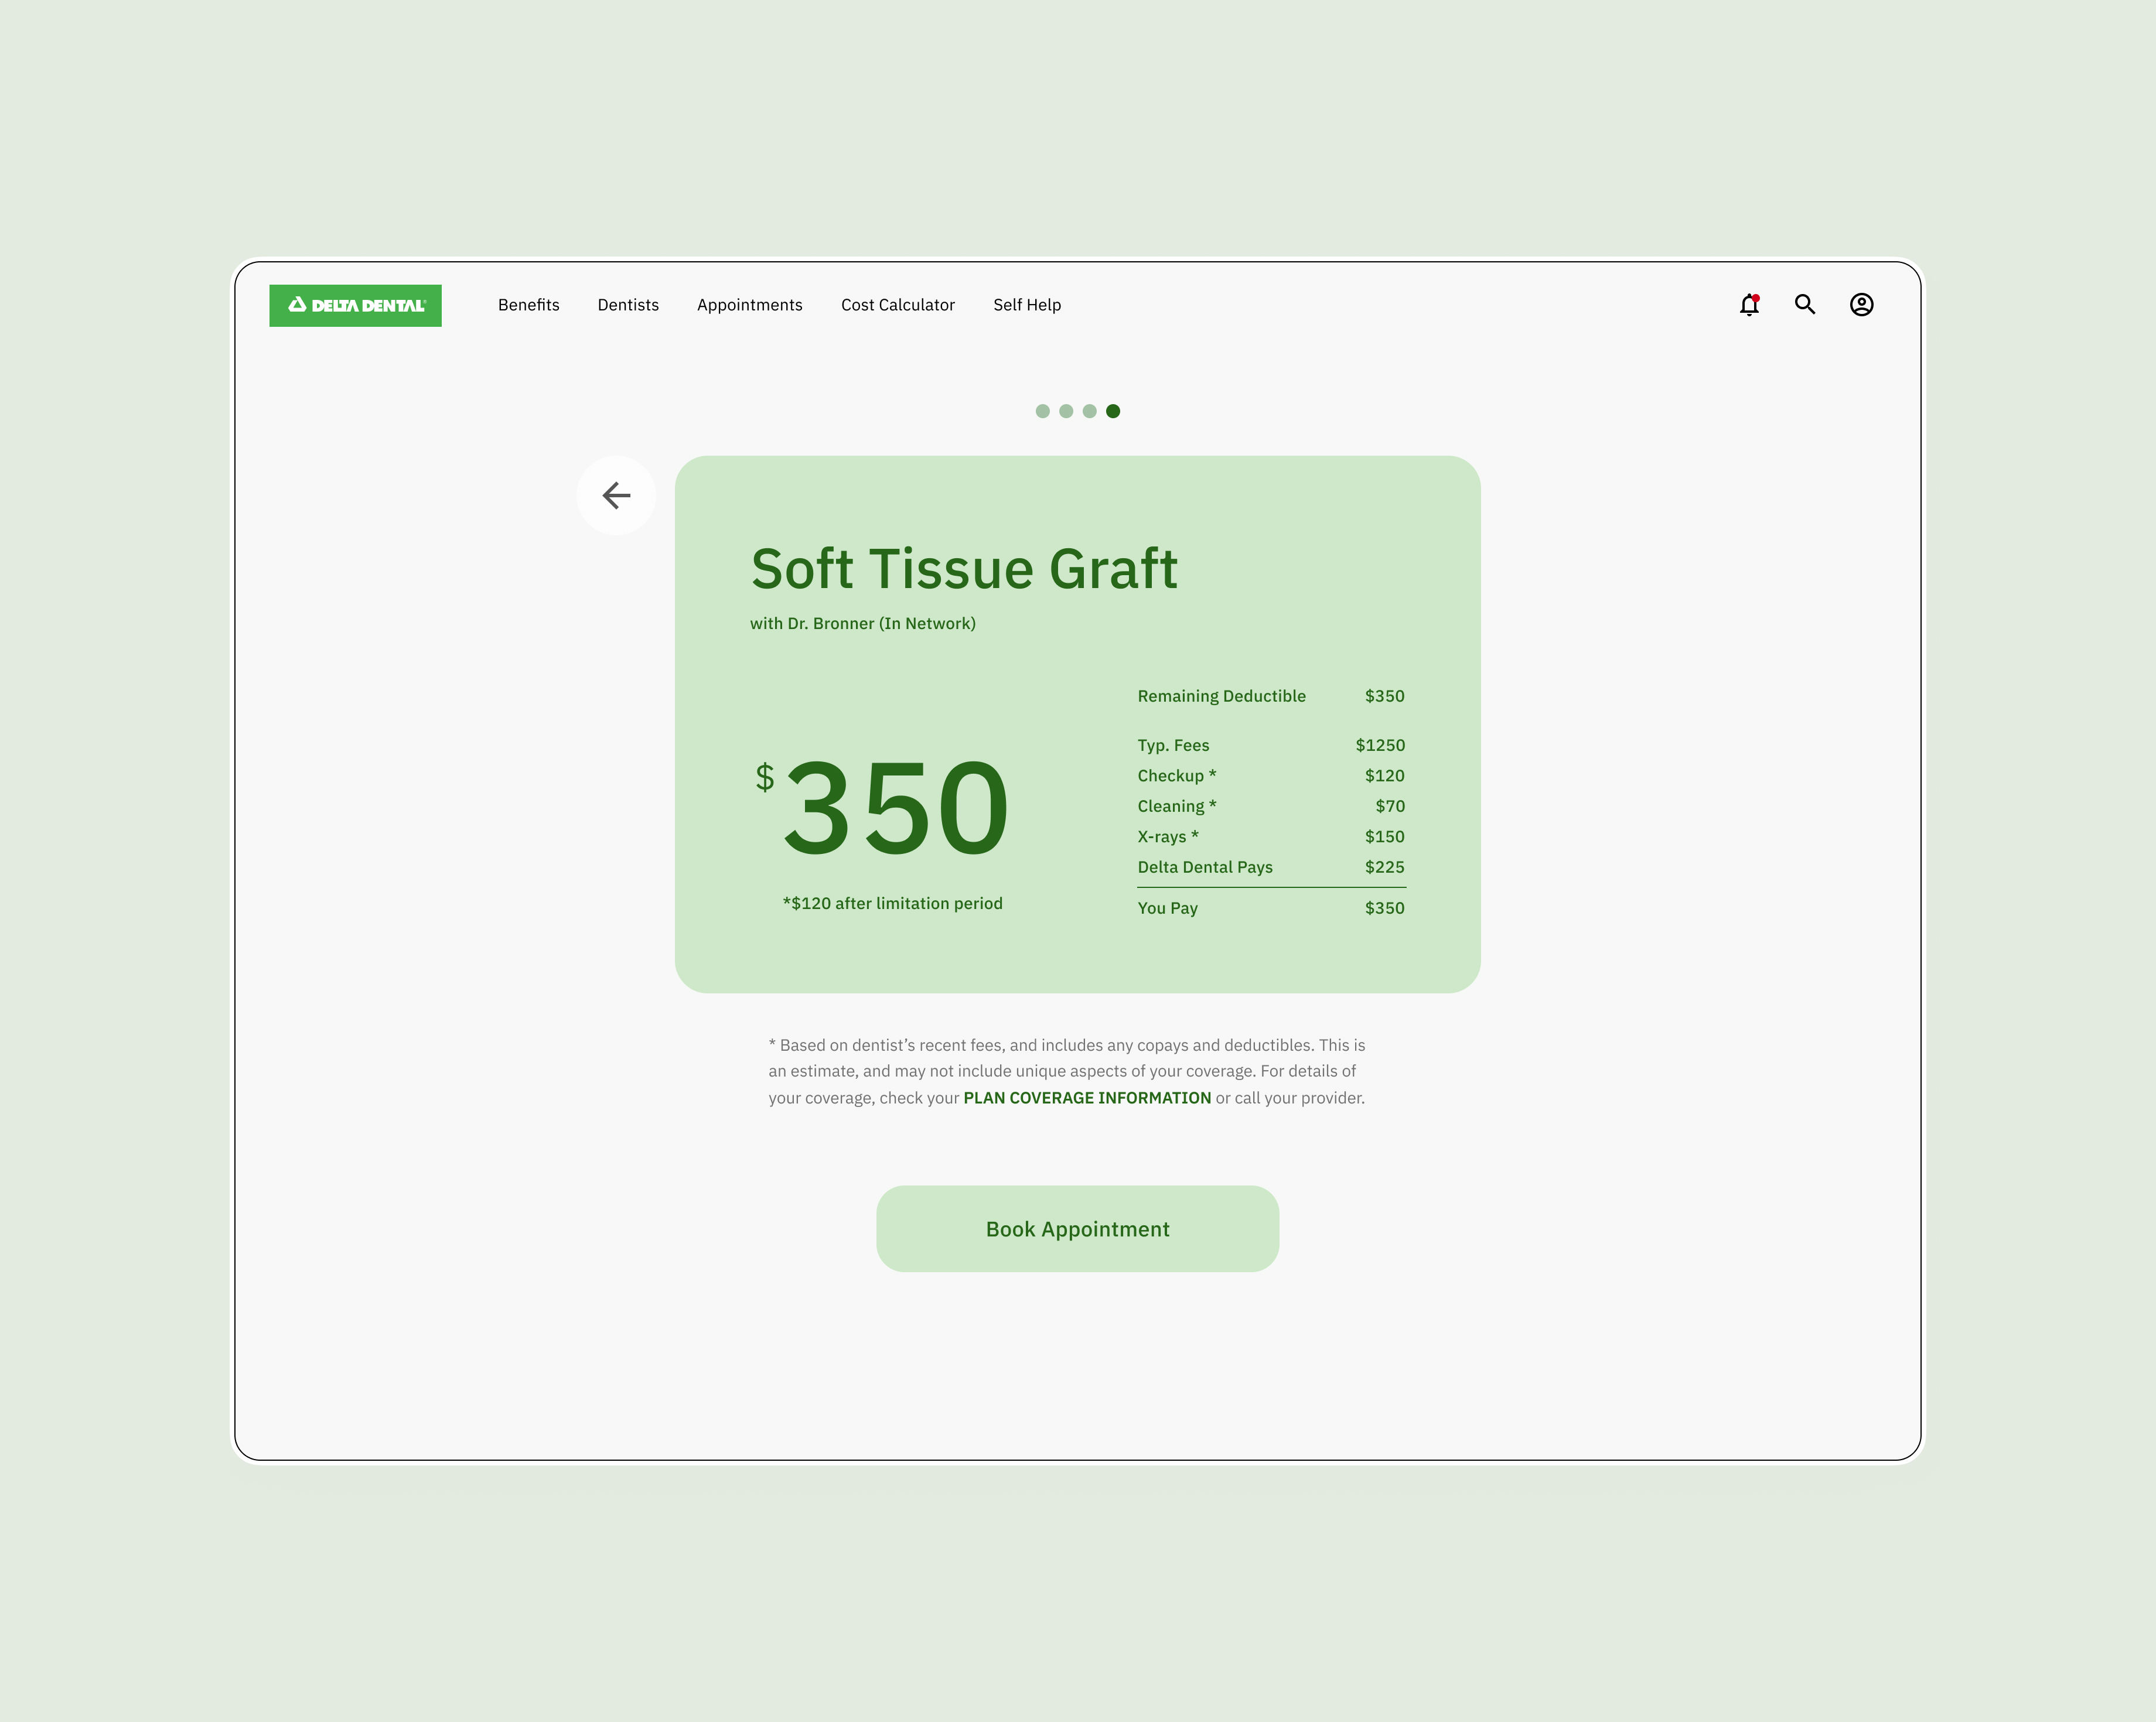 DELTA DENTAL®
Benefits
Dentists
Appointments
Cost Calculator
Self Help
Soft Tissue Graft
with Dr. Bronner (In Network)
$350
*$120 after limitation period
Remaining Deductible $350
Typ. Fees $1250
Checkup * $120
Cleaning * $70
X-rays * $150
Delta Dental Pays $225
You Pay $350
* Based on dentist’s recent fees, and includes any copays and deductibles. This is
an estimate, and may not include unique aspects of your coverage. For details of
your coverage, check your PLAN COVERAGE INFORMATION or call your provider.
Book Appointment